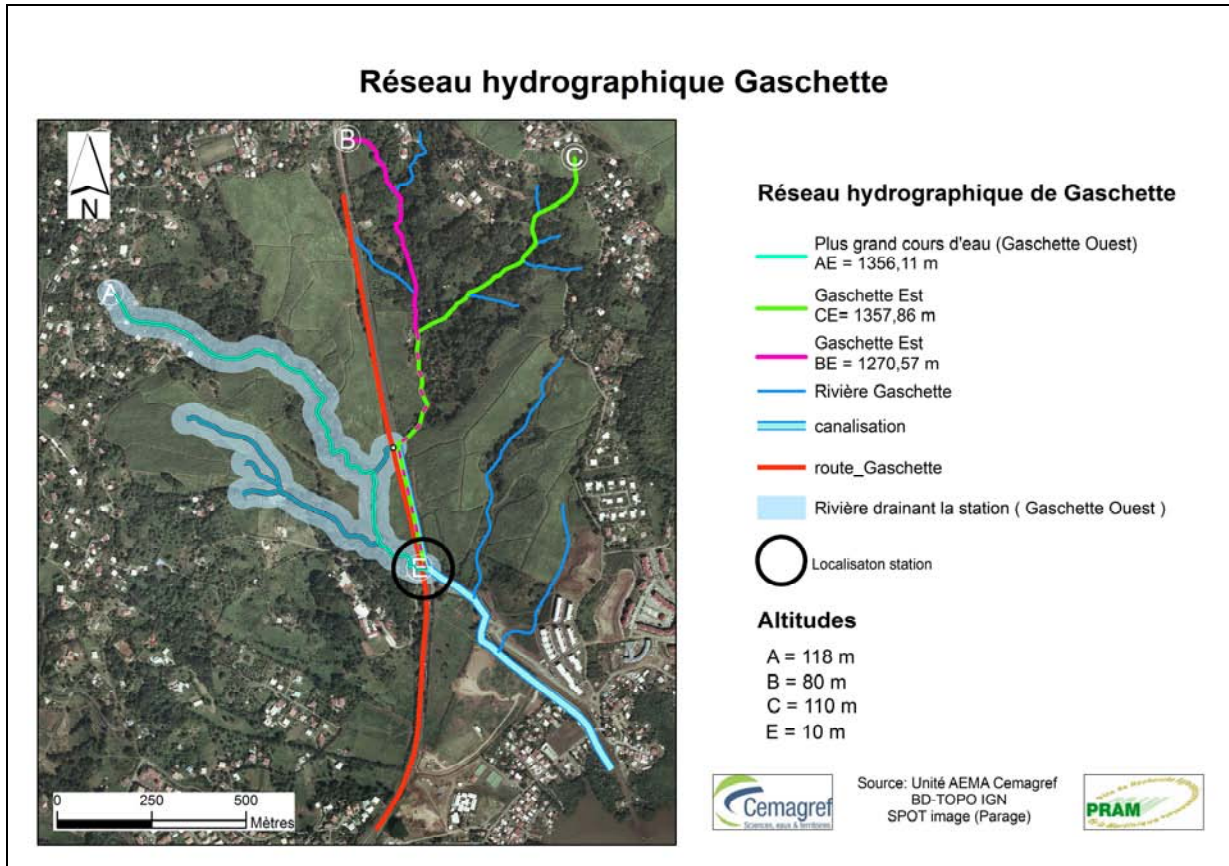 Réseau hydrographique Gaschette
B
C
N
A
E
0 250 500
Mètres
Réseau hydrographique de Gaschette
Plus grand cours d'eau (Gaschette Ouest)
AE = 1356,11 m
Gaschette Est
CE= 1357,86 m
Gaschette Est
BE = 1270,57 m
Rivière Gaschette
canalisation
route_Gaschette
Rivière drainant la station ( Gaschette Ouest )
Localisaton station
Altitudes
A = 118 m
B = 80 m
C = 110 m
E = 10 m
Cemagref
Sciences, eaux & territoires
Source: Unité AEMA Cemagref
BD-TOPO IGN
SPOT image (Parage)
PRAM